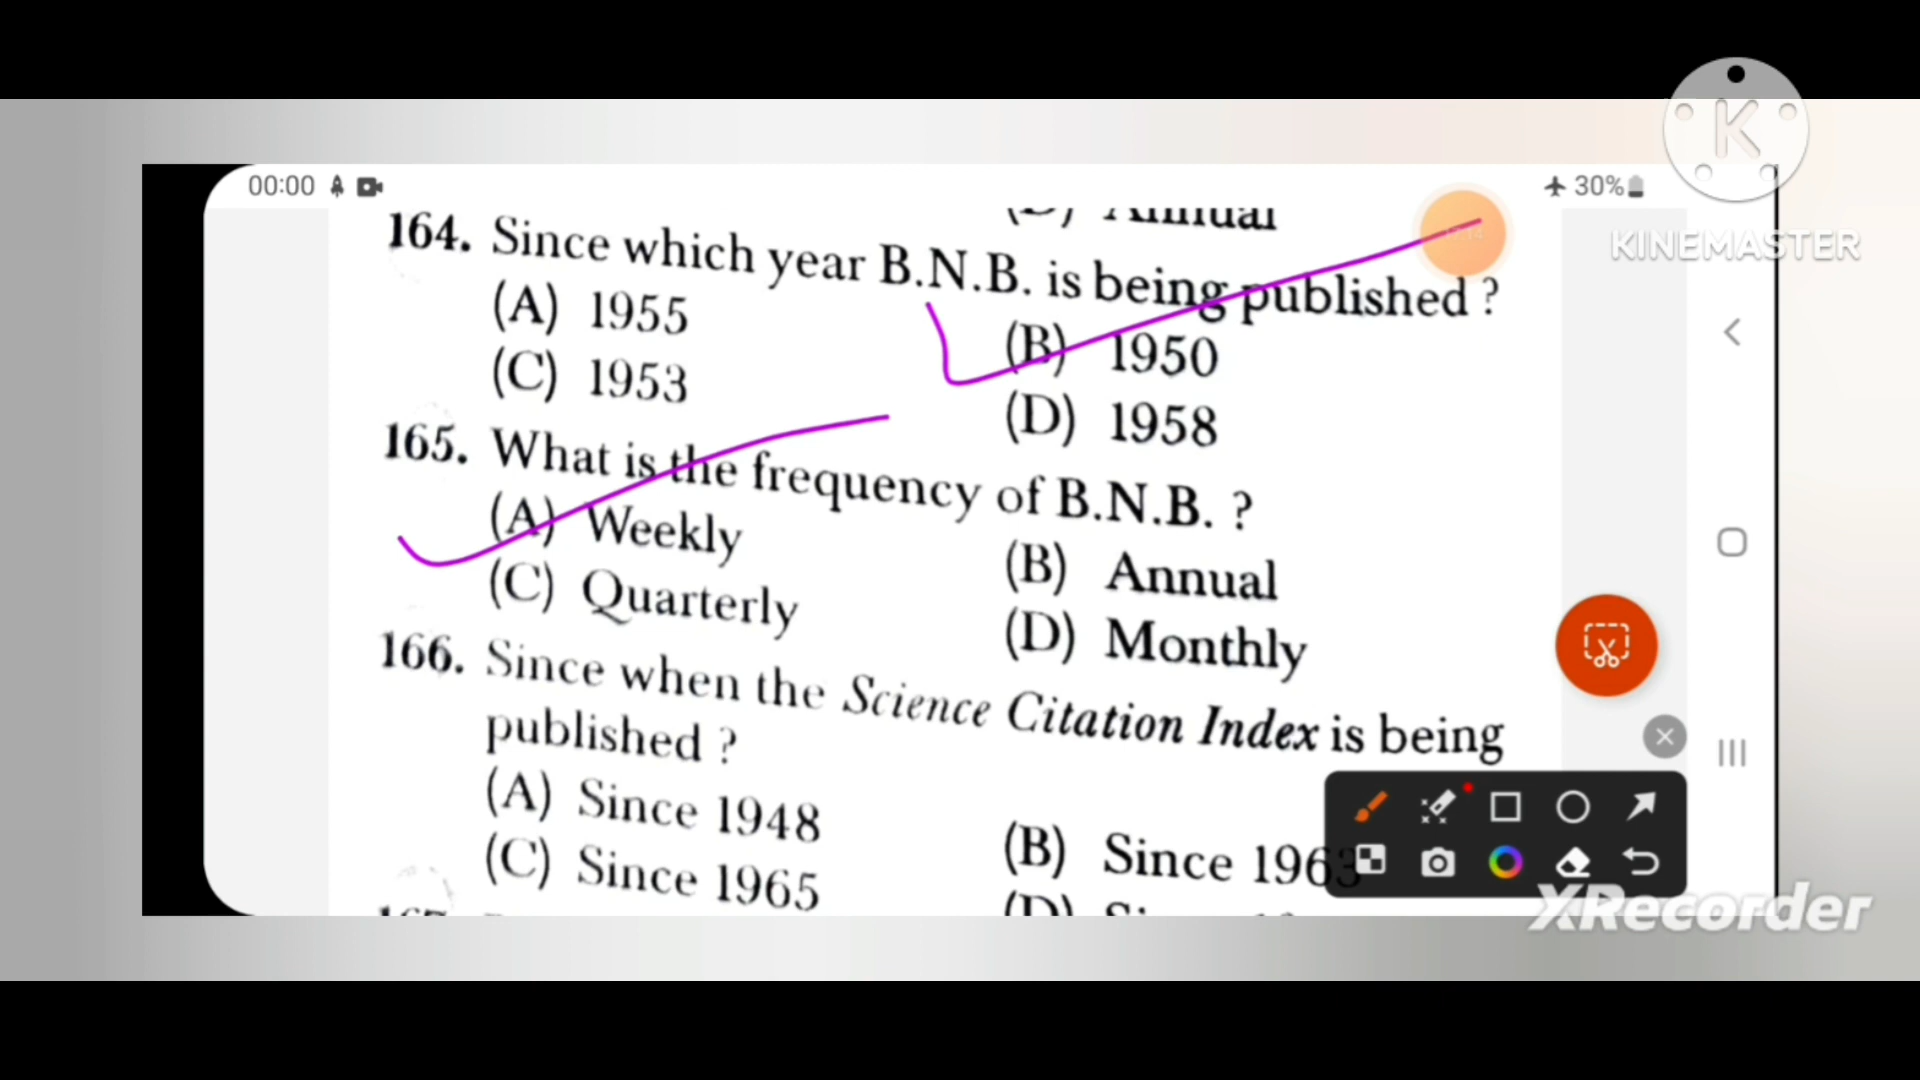 00:00
30%
KINEMASTER
Annual
164. Since which year B.N.B. is being published ?
(A) 1955
(B) 1950
(C) 1953
(D) 1958
165. What is the frequency of B.N.B. ?
(A) Weekly
(B) Annual
(C) Quarterly
(D) Monthly
166. Since when the Science Citation Index is being
published ?
(A) Since 1948
(B) Since 1963
(C) Since 1965
XRecorder